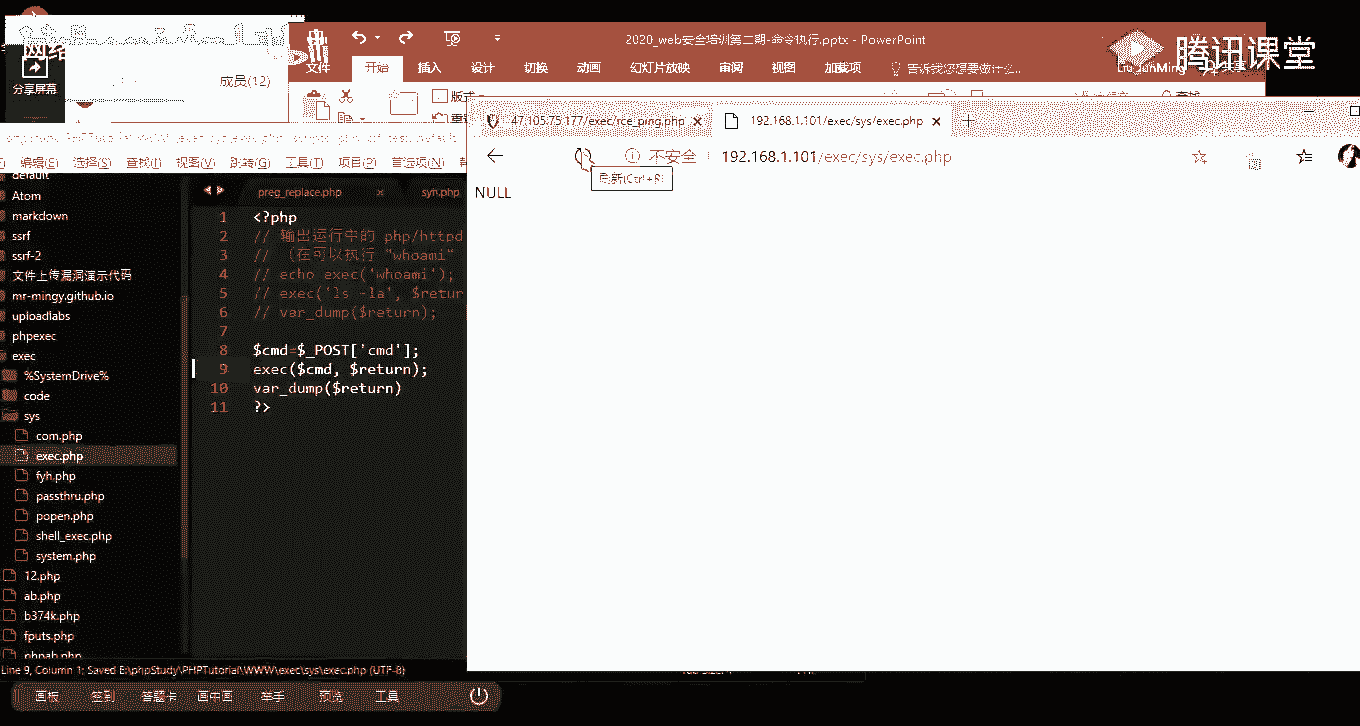 2020_web安全培训第二期-命令执行.pptx - PowerPoint
腾讯课堂
文件 开始 插入 设计 切换 动画 幻灯片放映 审阅 视图 加载项 告诉我您想要做什么...
分享屏幕
成员(12)
47.105.75.177/exec/rce_ping.php
192.168.1.101/exec/sys/exec.php
编辑(E) 选择(S) 查找(I) 视图(V) 跳转(G) 工具(T) 项目(P) 首选项(N)
不安全
192.168.1.101/exec/sys/exec.php
刷新(Ctrl+R)
NULL
default
Atom
markdown
ssrf
ssrf-2
文件上传漏洞演示代码
mr-mingy.github.io
uploadlabs
phpexec
exec
%SystemDrive%
code
sys
com.php
exec.php
fyh.php
passthru.php
popen.php
shell_exec.php
system.php
12.php
ab.php
b374k.php
fputs.php
preg_replace.php
syh.php
1 <?php
2 // 输出运行中的 php/httpd
3 // （在可以执行 "whoami"
4 // echo exec('whoami');
5 // exec('ls -la', $retur
6 // var_dump($return);
7
8 $cmd=$_POST['cmd'];
9 exec($cmd, $return);
10 var_dump($return)
11 ?>
Line 9, Column 1; Saved E:\phpStudy\PHPTutorial\WWW\exec\sys\exec.php (UTF-8)
画板 签到 答题卡 画中画 举手 预览 工具